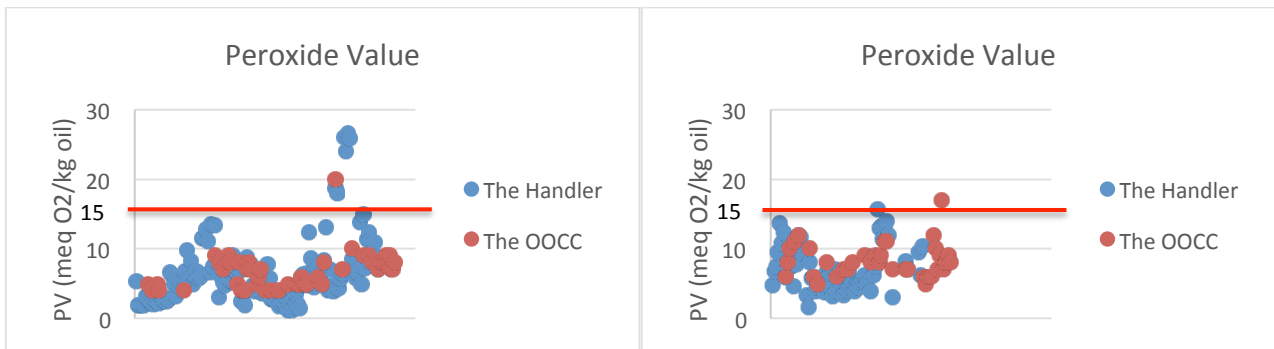 Peroxide Value
PV (meq O2/kg oil)
30
20
15
10
0
The Handler
The OOCC
Peroxide Value
PV (meq O2/kg oil)
30
20
15
10
0
The Handler
The OOCC